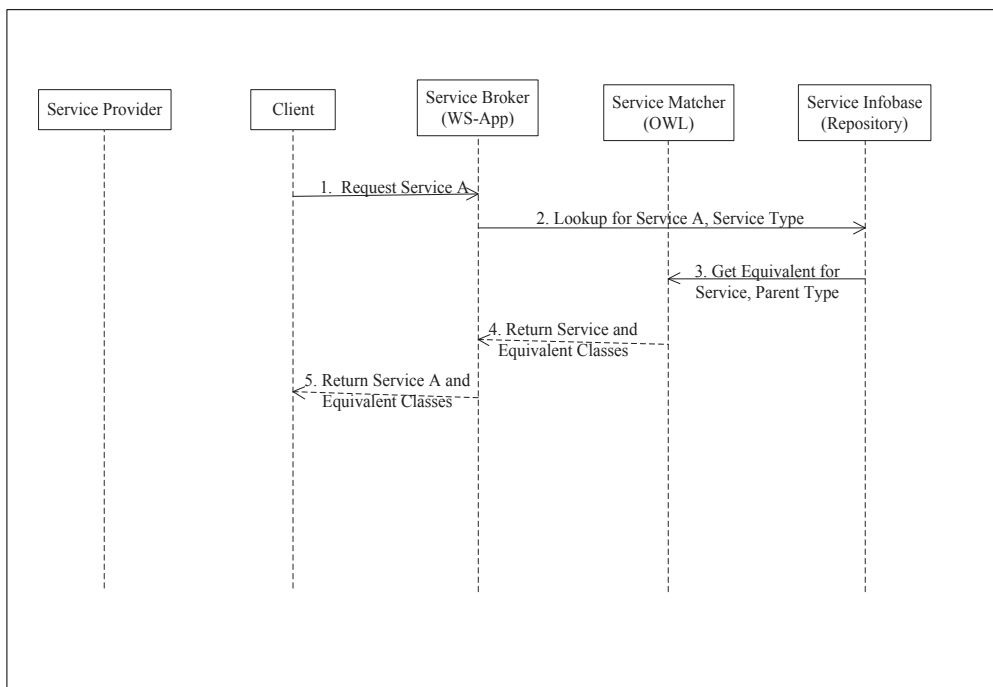 Service Provider
Client
Service Broker
(WS-App)
Service Matcher
(OWL)
Service Infobase
(Repository)
1. Request Service A
2. Lookup for Service A, Service Type
3. Get Equivalent for
Service, Parent Type
4. Return Service and
Equivalent Classes
5. Return Service A and
Equivalent Classes